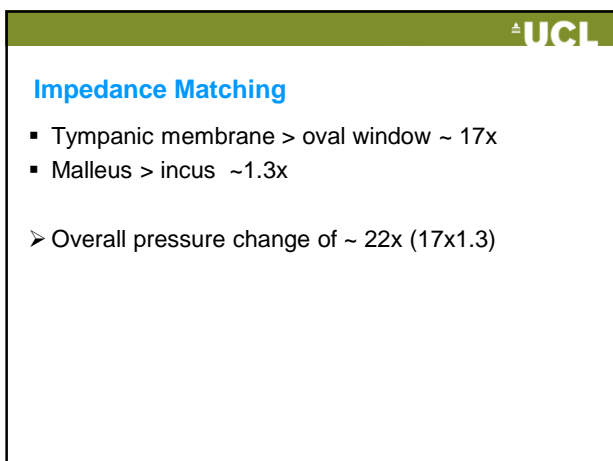 UCL
Impedance Matching
▪ Tympanic membrane > oval window ~ 17x
▪ Malleus > incus ~1.3x
➢ Overall pressure change of ~ 22x (17x1.3)